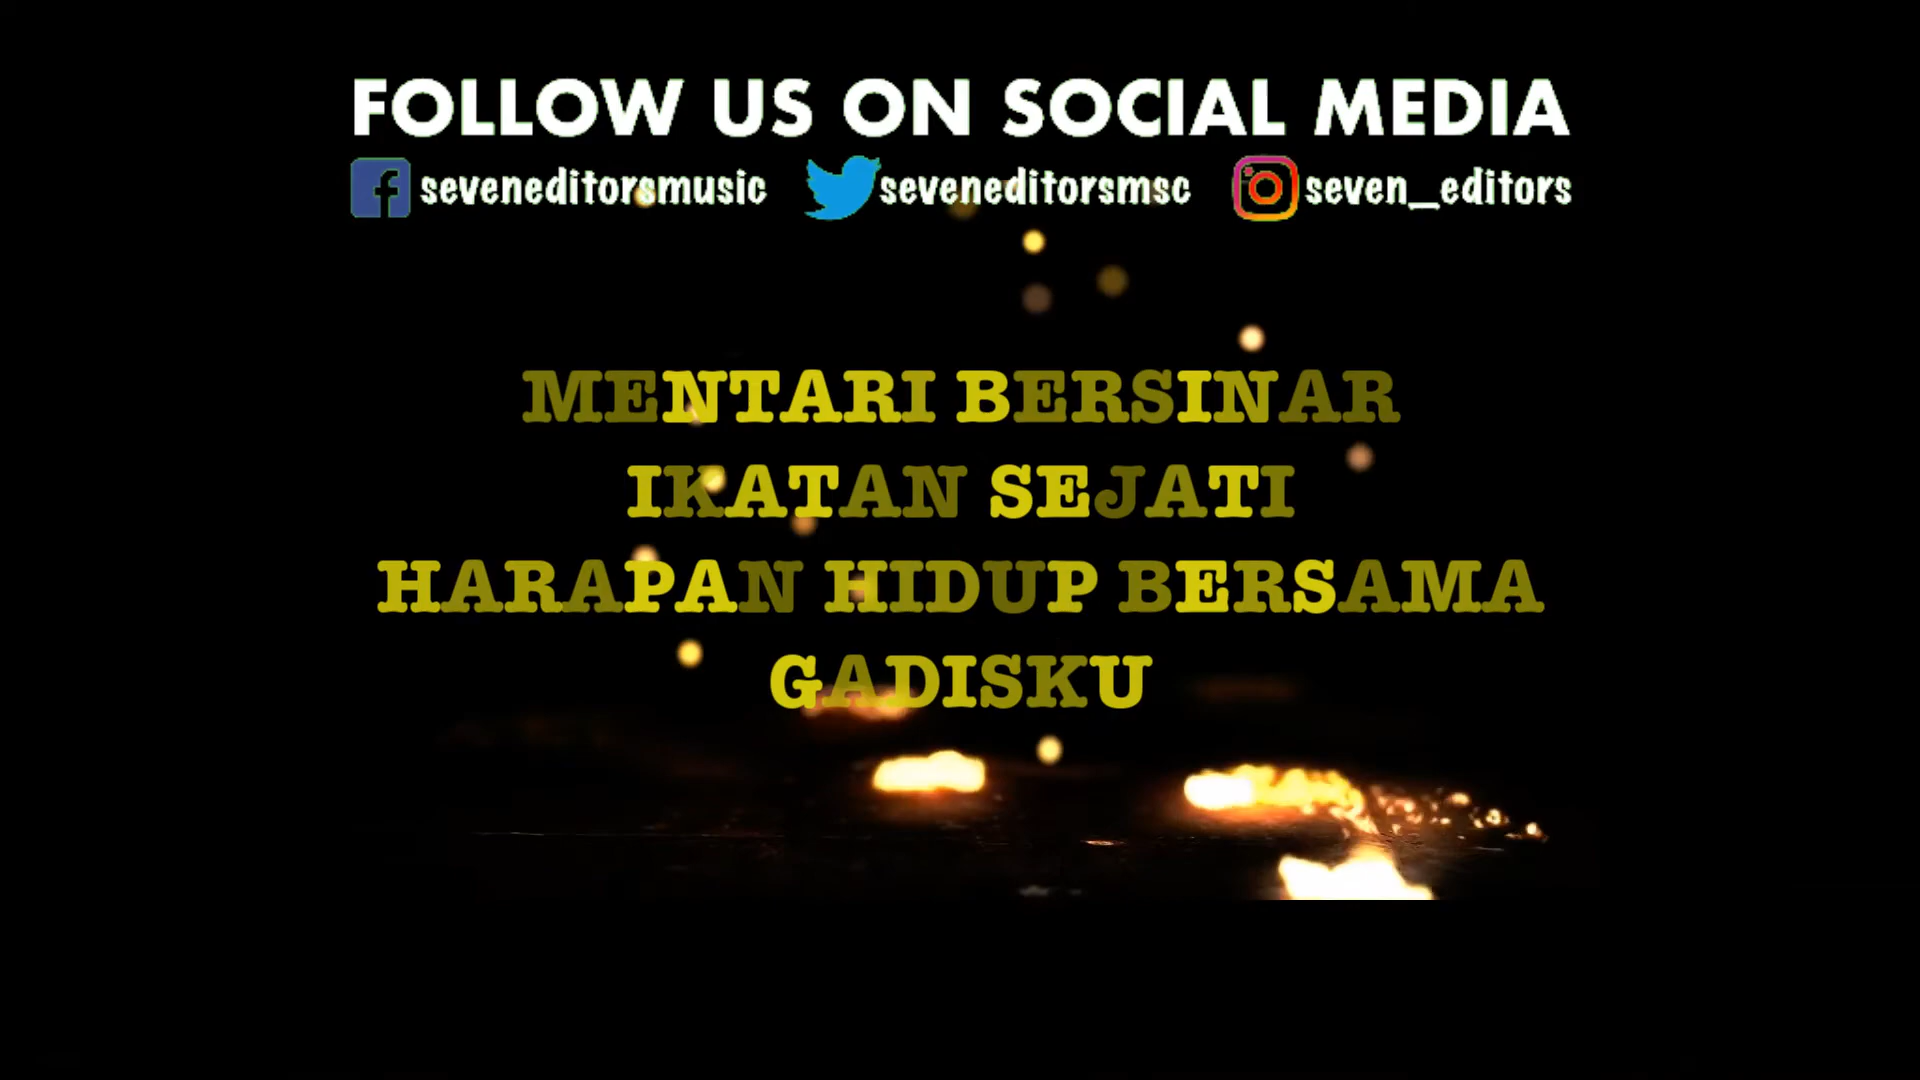 FOLLOW US ON SOCIAL MEDIA
seveneditorsmusic seveneditorsmsc seven_editors
MENTARI BERSINAR
IKATAN SEJATI
HARAPAN HIDUP BERSAMA
GADISKU